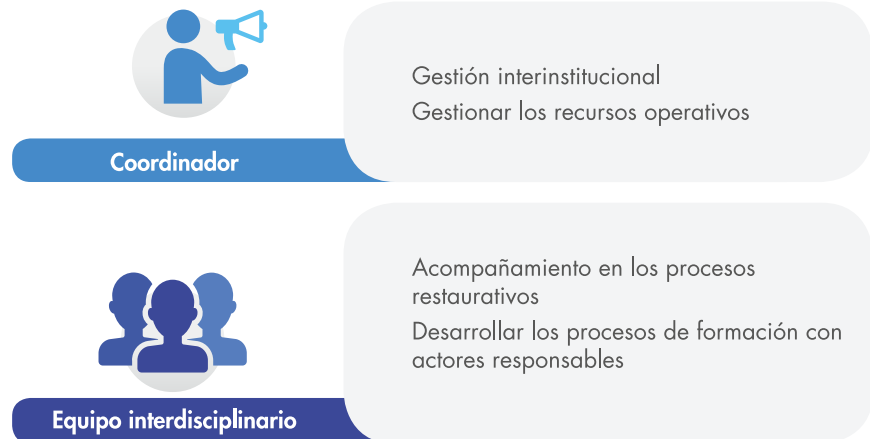 Gestión interinstitucional
Gestionar los recursos operativos
Coordinador
Acompañamiento en los procesos
restaurativos
Desarrollar los procesos de formación con
actores responsables
Equipo interdisciplinario